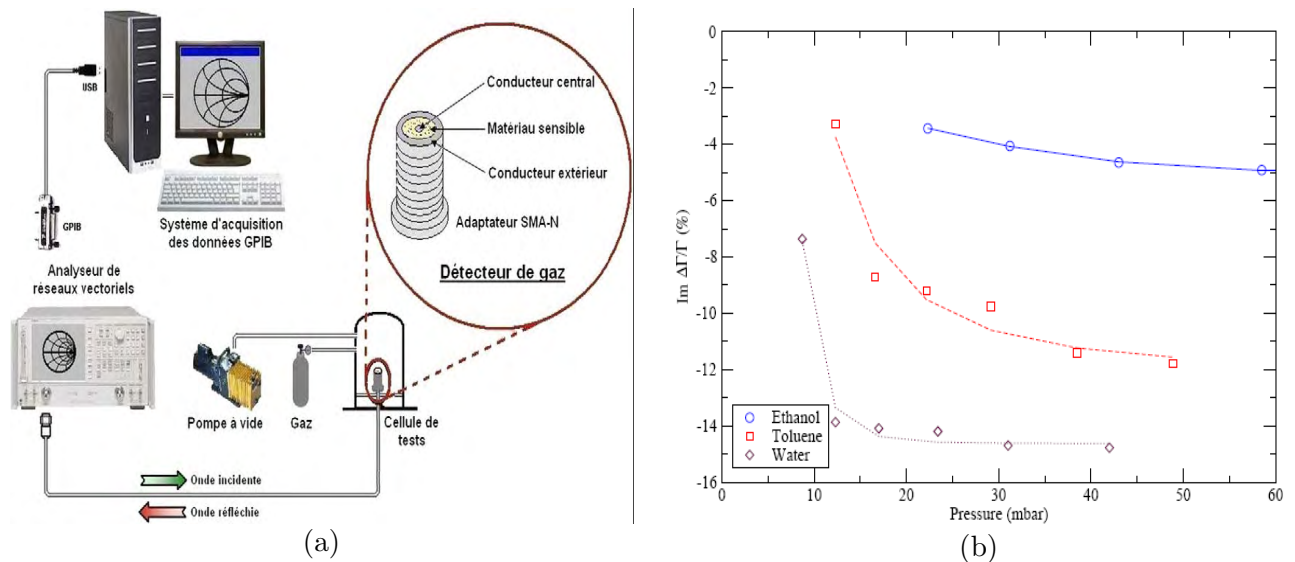 USB
GPIB
Système d'acquisition
des données GPIB
Analyseur de
réseaux vectoriels
Conducteur central
Matériau sensible
Conducteur extérieur
Adaptateur SMA-N
Détecteur de gaz
Pompe à vide
Gaz
Cellule de
tests
Onde incidente
Onde réfléchie
(a)
Im ΔΓ/Γ (%)
0
-2
-4
-6
-8
-10
-12
-14
-16
Ethanol
Toluene
Water
0 10 20 30 40 50 60
Pressure (mbar)
(b)